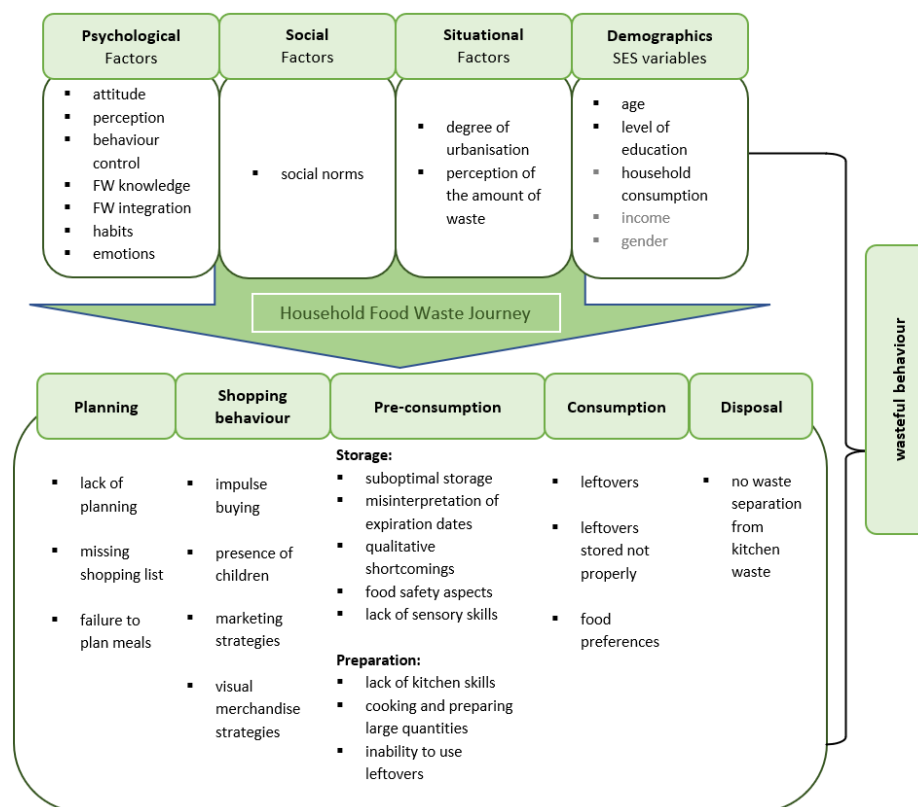 Psychological
Factors
attitude
perception
behaviour
control
FW knowledge
FW integration
habits
emotions
Social
Factors
social norms
Situational
Factors
degree of
urbanisation
perception of
the amount of
waste
Demographics
SES variables
age
level of
education
household
consumption
income
gender
Household Food Waste Journey
Planning
lack of
planning
missing
shopping list
failure to
plan meals
Shopping
behaviour
impulse
buying
presence of
children
marketing
strategies
visual
merchandise
strategies
Pre-consumption
Storage:
suboptimal storage
misinterpretation of
expiration dates
qualitative
shortcomings
food safety aspects
lack of sensory skills
Preparation:
lack of kitchen skills
cooking and preparing
large quantities
inability to use
leftovers
Consumption
leftovers
leftovers
stored not
properly
food
preferences
Disposal
no waste
separation
from
kitchen
waste
wasteful behaviour